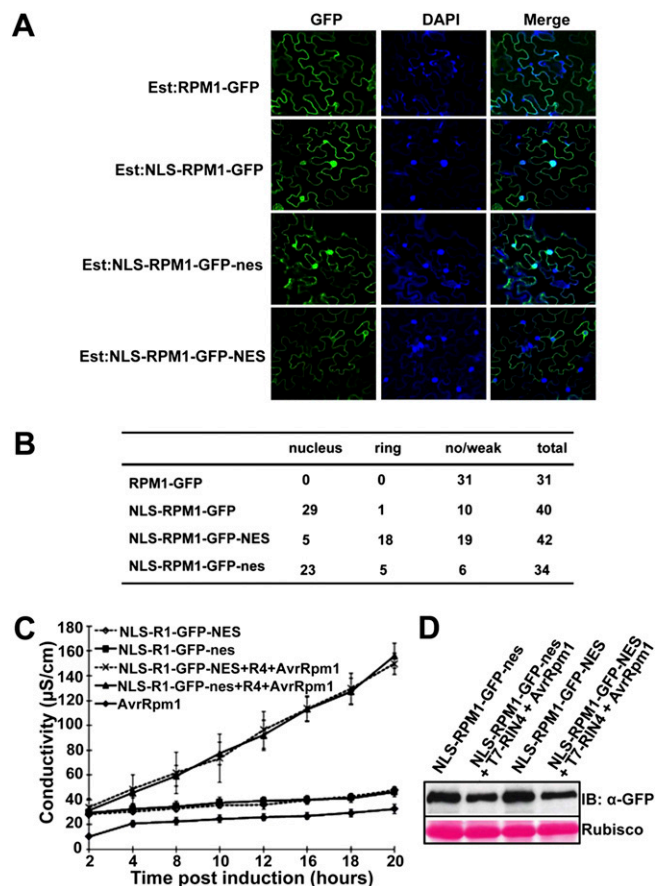 A
GFP DAPI Merge
Est:RPM1-GFP
Est:NLS-RPM1-GFP
Est:NLS-RPM1-GFP-nes
Est:NLS-RPM1-GFP-NES
B
nucleus ring no/weak total
RPM1-GFP 0 0 31 31
NLS-RPM1-GFP 29 1 10 40
NLS-RPM1-GFP-NES 5 18 19 42
NLS-RPM1-GFP-nes 23 5 6 34
C
Conductivity (µS/cm)
180
160
140
120
100
80
60
40
20
0
NLS-R1-GFP-NES
NLS-R1-GFP-nes
NLS-R1-GFP-NES+R4+AvrRpm1
NLS-R1-GFP-nes+R4+AvrRpm1
AvrRpm1
2 4 8 10 12 16 18 20
Time post induction (hours)
D
NLS-RPM1-GFP-nes
NLS-RPM1-GFP-nes
+ T7-RIN4 + AvrRpm1
NLS-RPM1-GFP-NES
NLS-RPM1-GFP-NES
+ T7-RIN4 + AvrRpm1
IB: α-GFP
Rubisco